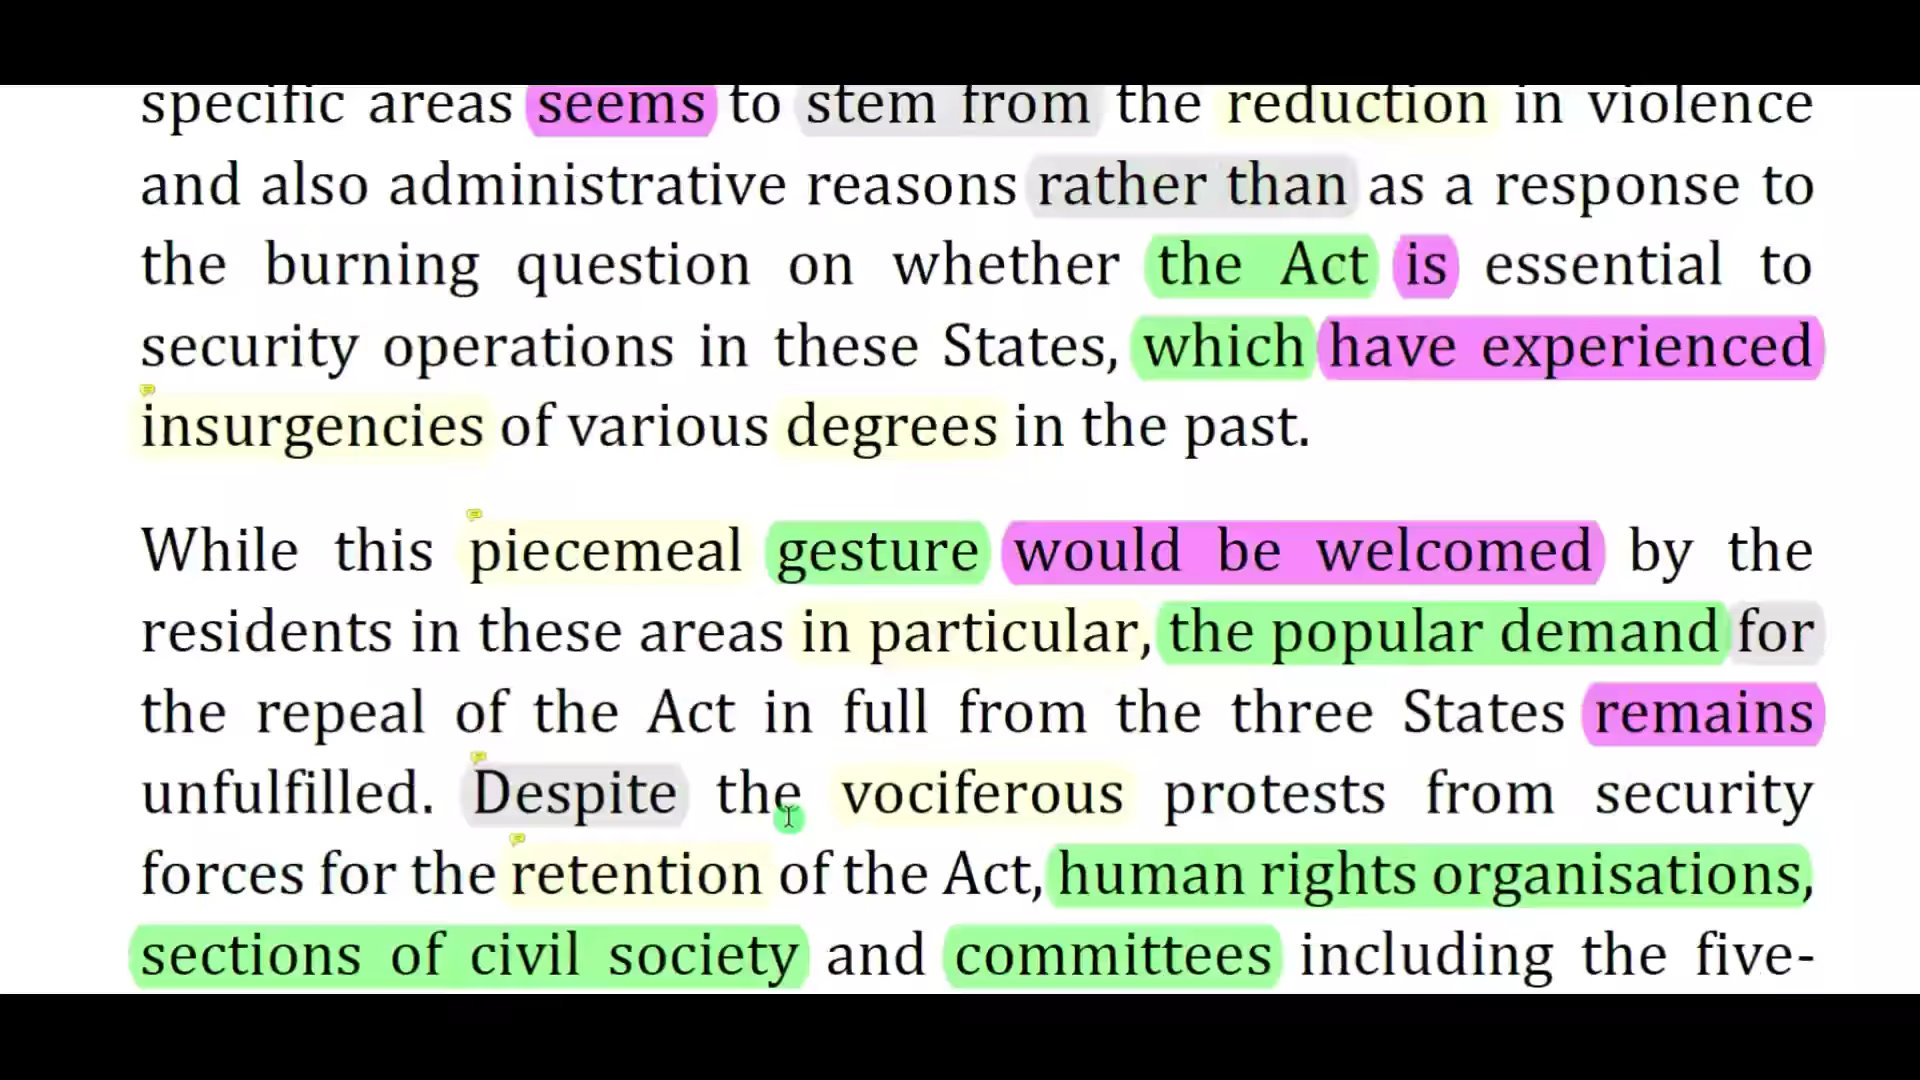 specific areas seems to stem from the reduction in violence
and also administrative reasons rather than as a response to
the burning question on whether the Act is essential to
security operations in these States, which have experienced
insurgencies of various degrees in the past.
While this piecemeal gesture would be welcomed by the
residents in these areas in particular, the popular demand for
the repeal of the Act in full from the three States remains
unfulfilled. Despite the vociferous protests from security
forces for the retention of the Act, human rights organisations,
sections of civil society and committees including the five-